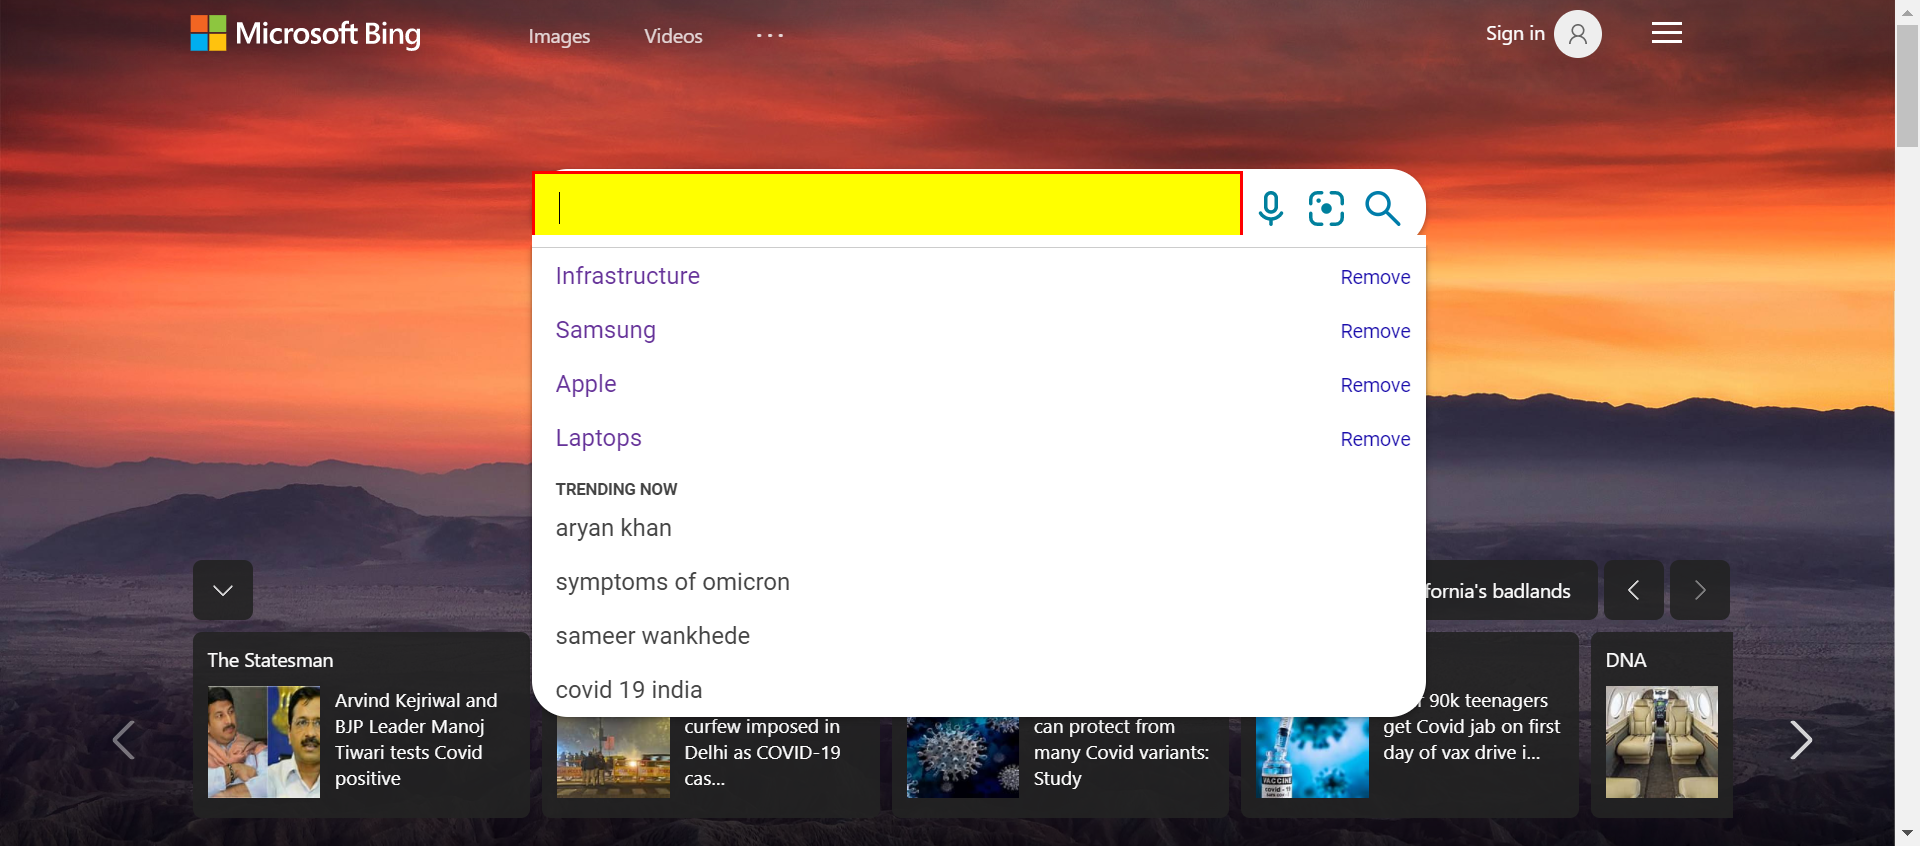 Microsoft Bing
Images
Videos
Sign in
Infrastructure
Remove
Samsung
Remove
Apple
Remove
Laptops
Remove
TRENDING NOW
aryan khan
symptoms of omicron
sameer wankhede
covid 19 india
fornia's badlands
The Statesman
Arvind Kejriwal and
BJP Leader Manoj
Tiwari tests Covid
positive
curfew imposed in
Delhi as COVID-19
cas...
can protect from
many Covid variants:
Study
90k teenagers
get Covid jab on first
day of vax drive i...
VACCINE
covid - 19
DNA